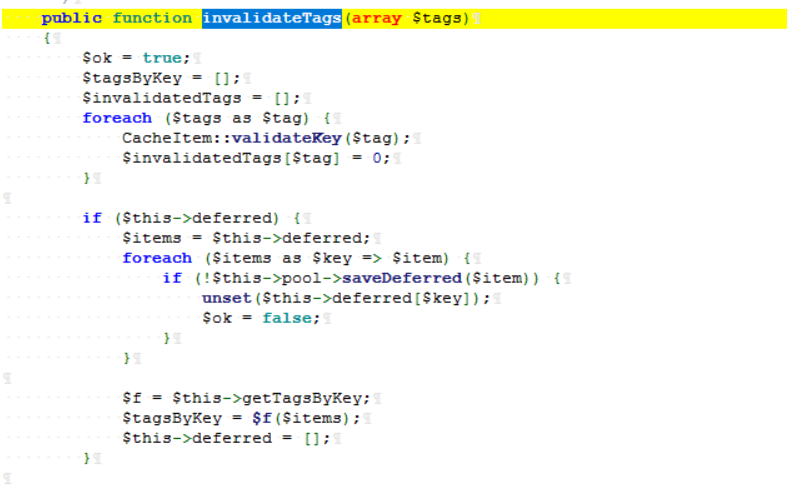 public function invalidateTags(array $tags)
{
$ok = true;
$tagsByKey = [];
$invalidatedTags = [];
foreach ($tags as $tag) {
CacheItem::validateKey($tag);
$invalidatedTags[$tag] = 0;
}
if ($this->deferred) {
$items = $this->deferred;
foreach ($items as $key => $item) {
if (!$this->pool->saveDeferred($item)) {
unset($this->deferred[$key]);
$ok = false;
}
}
$f = $this->getTagsByKey;
$tagsByKey = $f($items);
$this->deferred = [];
}